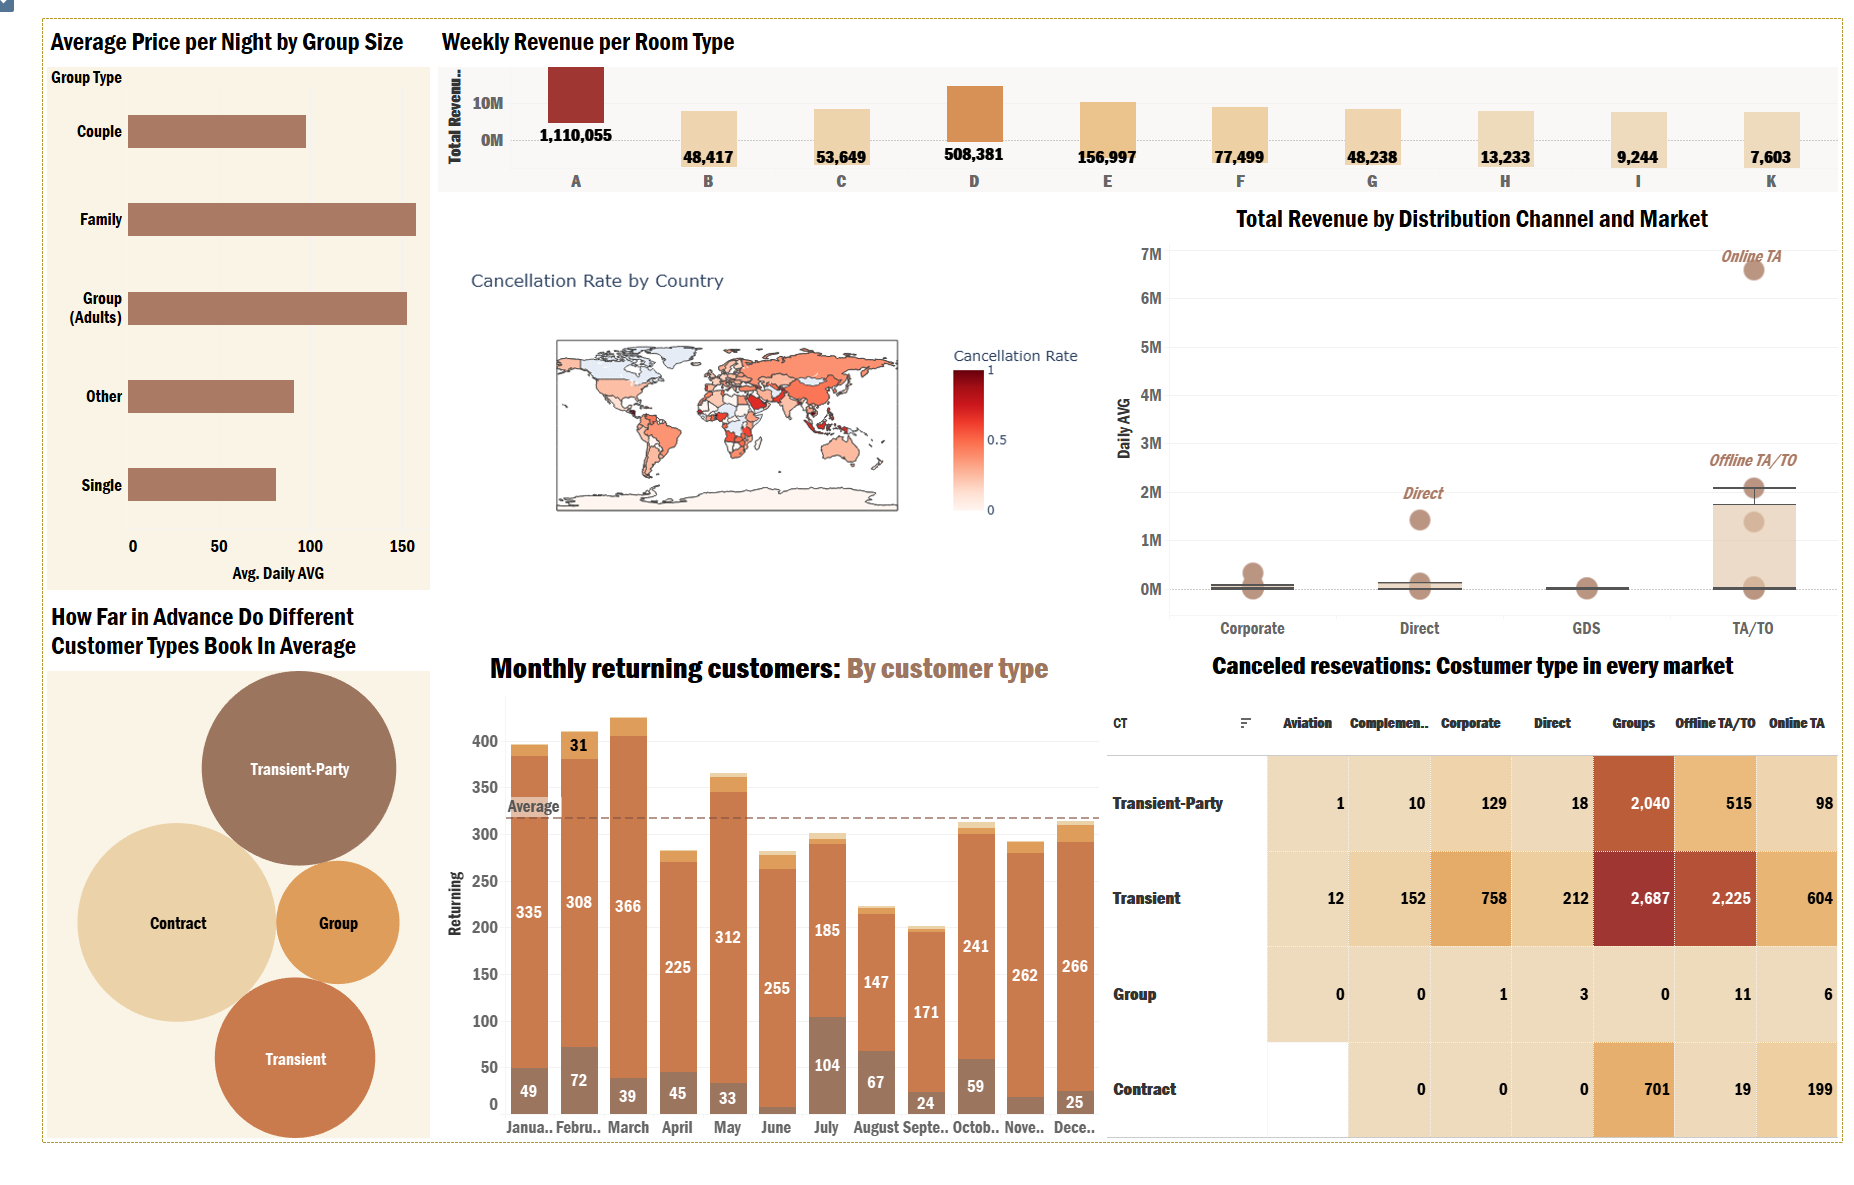 Average Price per Night by Group Size
Group Type
Couple
Family
Group
(Adults)
Other
Single
0 50 100 150
Avg. Daily AVG
Weekly Revenue per Room Type
Total Revenu..
10M
0M
1,110,055 48,417 53,649 508,381 156,997 77,499 48,238 13,233 9,244 7,603
A B C D E F G H I K
Cancellation Rate by Country
Cancellation Rate
1
0.5
0
Total Revenue by Distribution Channel and Market
Daily AVG
7M
6M
5M
4M
3M
2M
1M
0M
Online TA
Offline TA/TO
Direct
Corporate Direct GDS TA/TO
How Far in Advance Do Different
Customer Types Book In Average
Transient-Party
Contract
Group
Transient
Monthly returning customers: By customer type
Returning
400
350
300
250
200
150
100
50
0
Average
31
335 308 366 225 312 255 185 147 171 241 262 266
49 72 39 45 33 104 67 24 59 25
Janua.. Febru.. March April May June July August Septe.. Octob.. Nove.. Dece..
Canceled resevations: Costumer type in every market
CT Aviation Complemen.. Corporate Direct Groups Offline TA/TO Online TA
Transient-Party 1 10 129 18 2,040 515 98
Transient 12 152 758 212 2,687 2,225 604
Group 0 0 1 3 0 11 6
Contract 0 0 0 701 19 199